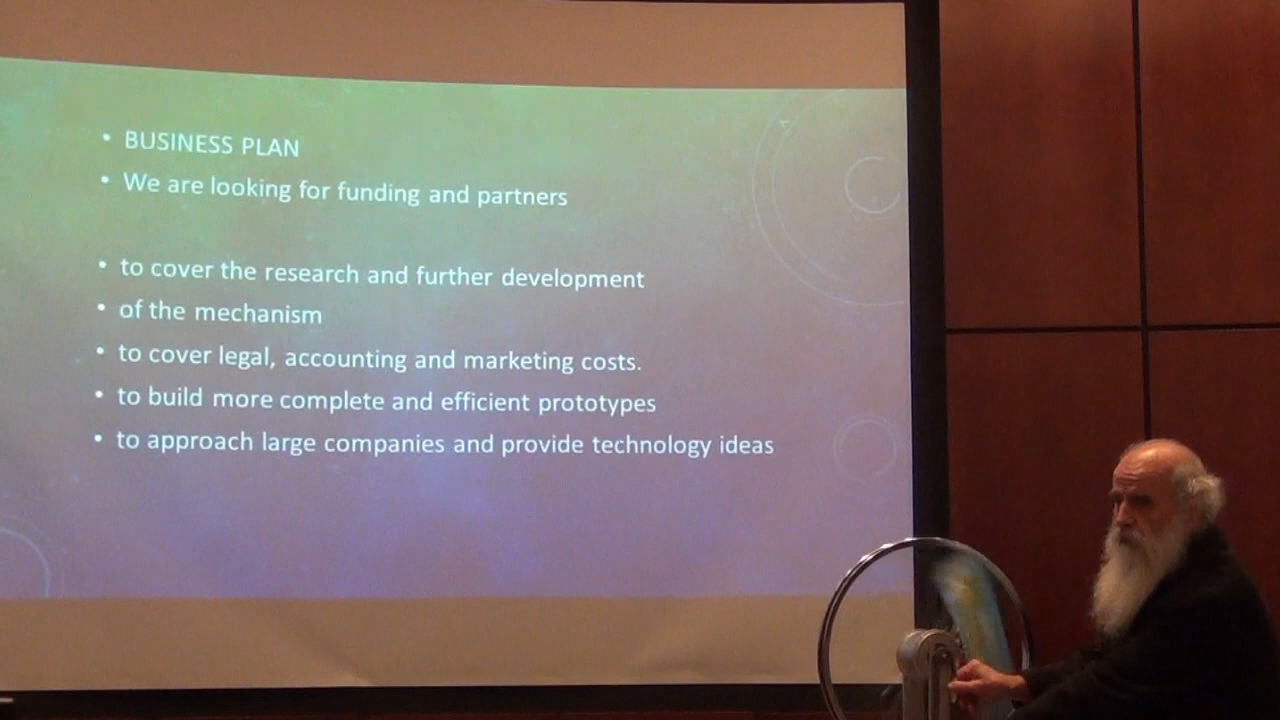 • BUSINESS PLAN
• We are looking for funding and partners
• to cover the research and further development
• of the mechanism
• to cover legal, accounting and marketing costs.
• to build more complete and efficient prototypes
• to approach large companies and provide technology ideas